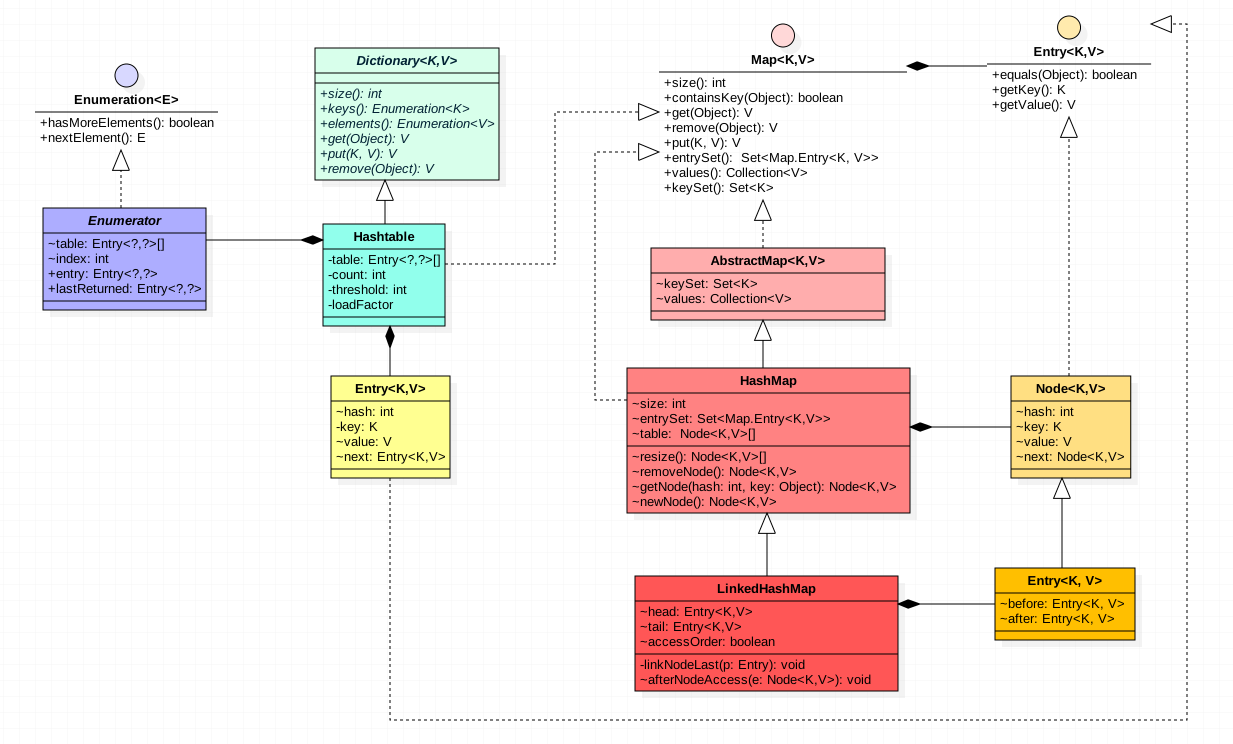 Enumeration<E>
+hasMoreElements(): boolean
+nextElement(): E
Dictionary<K,V>
+size(): int
+keys(): Enumeration<K>
+elements(): Enumeration<V>
+get(Object): V
+put(K, V): V
+remove(Object): V
Map<K,V>
+size(): int
+containsKey(Object): boolean
+get(Object): V
+remove(Object): V
+put(K, V): V
+entrySet():  Set<Map.Entry<K, V>>
+values(): Collection<V>
+keySet(): Set<K>
Entry<K,V>
+equals(Object): boolean
+getKey(): K
+getValue(): V
Enumerator
~table: Entry<?,?>[]
~index: int
+entry: Entry<?,?>
+lastReturned: Entry<?,?>
Hashtable
-table: Entry<?,?>[]
-count: int
-threshold: int
-loadFactor
AbstractMap<K,V>
~keySet: Set<K>
~values: Collection<V>
Entry<K,V>
~hash: int
-key: K
~value: V
~next: Entry<K,V>
HashMap
~size: int
~entrySet: Set<Map.Entry<K,V>>
~table:  Node<K,V>[]
~resize(): Node<K,V>[]
~removeNode(): Node<K,V>
~getNode(hash: int, key: Object): Node<K,V>
~newNode(): Node<K,V>
Node<K,V>
~hash: int
~key: K
~value: V
~next: Node<K,V>
LinkedHashMap
~head: Entry<K,V>
~tail: Entry<K,V>
~accessOrder: boolean
-linkNodeLast(p: Entry): void
~afterNodeAccess(e: Node<K,V>): void
Entry<K, V>
~before: Entry<K, V>
~after: Entry<K, V>